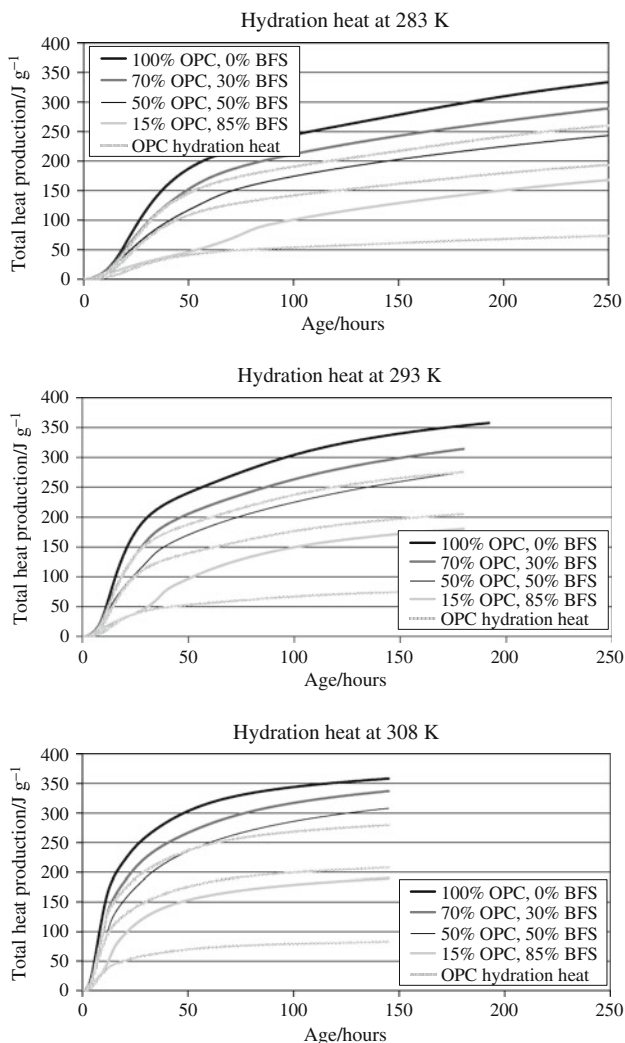 Hydration heat at 283 K
Total heat production/J g⁻¹
400
350
300
250
200
150
100
50
0
100% OPC, 0% BFS
70% OPC, 30% BFS
50% OPC, 50% BFS
15% OPC, 85% BFS
OPC hydration heat
0 50 100 150 200 250
Age/hours
Hydration heat at 293 K
Total heat production/J g⁻¹
400
350
300
250
200
150
100
50
0
100% OPC, 0% BFS
70% OPC, 30% BFS
50% OPC, 50% BFS
15% OPC, 85% BFS
OPC hydration heat
0 50 100 150 200 250
Age/hours
Hydration heat at 308 K
Total heat production/J g⁻¹
400
350
300
250
200
150
100
50
0
100% OPC, 0% BFS
70% OPC, 30% BFS
50% OPC, 50% BFS
15% OPC, 85% BFS
OPC hydration heat
0 50 100 150 200 250
Age/hours